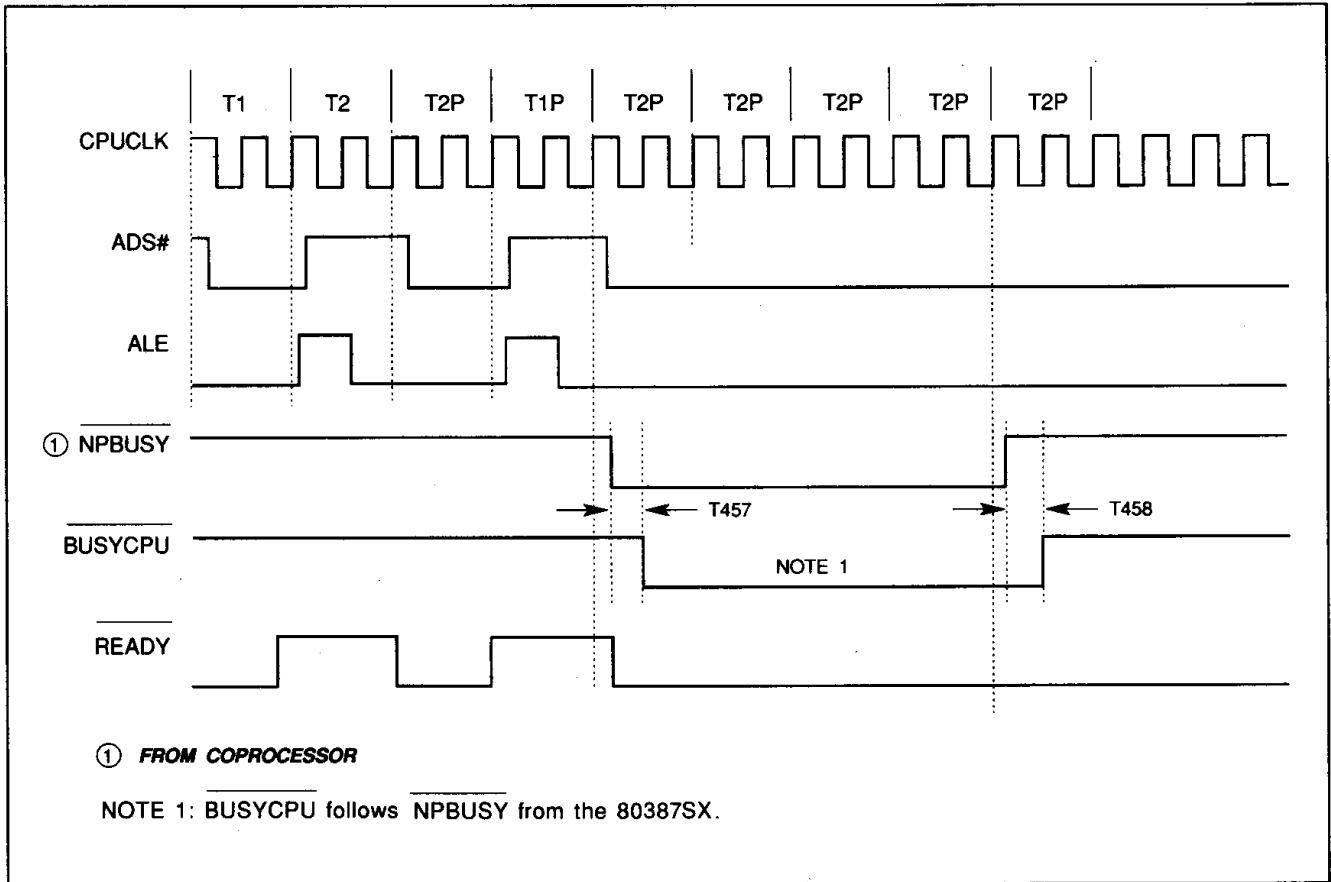 T1 T2 T2P T1P T2P T2P T2P T2P T2P
CPUCLK
ADS#
ALE
① NPBUSY
T457 T458
BUSYCPU
NOTE 1
READY
① FROM COPROCESSOR
NOTE 1: BUSYCPU follows NPBUSY from the 80387SX.